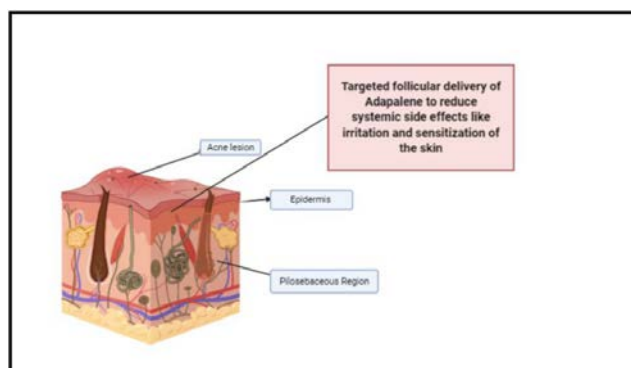 Targeted follicular delivery of
Adapalene to reduce
systemic side effects like
irritation and sensitization of
the skin
Acne lesion
Epidermis
Pilosebaceous Region